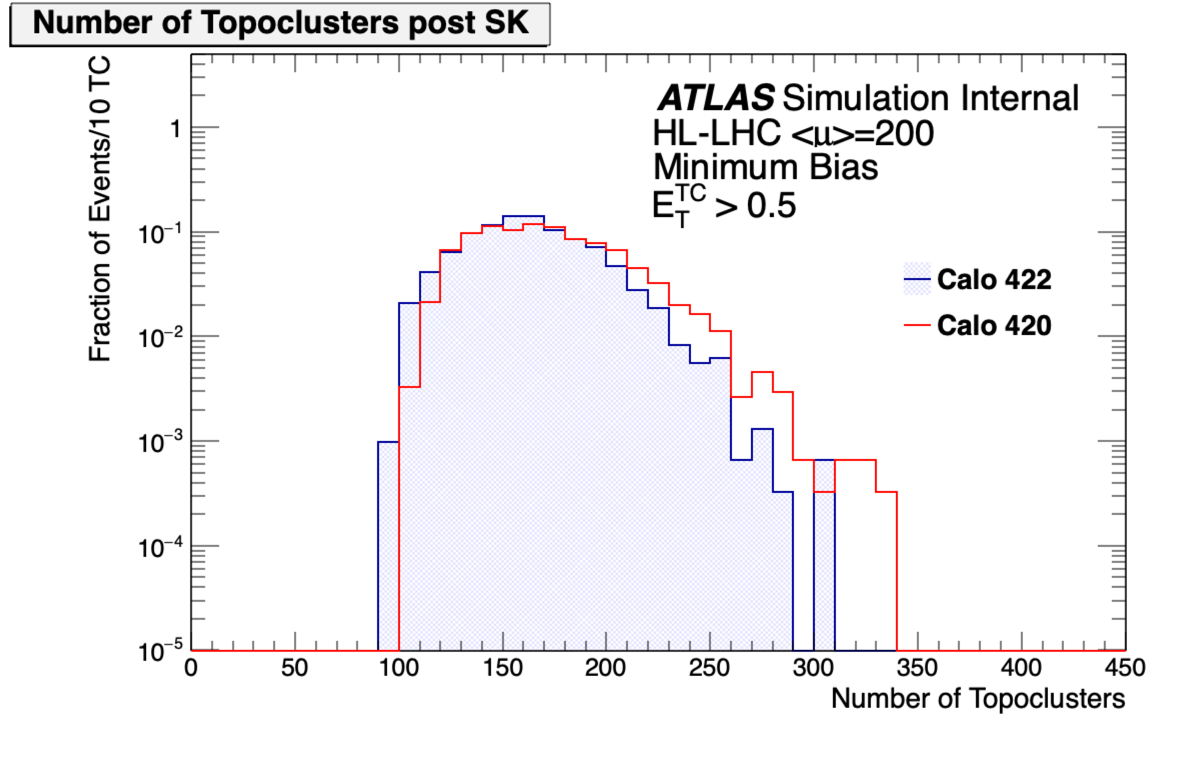 Number of Topoclusters post SK
Fraction of Events/10 TC
ATLAS Simulation Internal
HL-LHC <μ>=200
Minimum Bias
E_T^TC > 0.5
Calo 422
Calo 420
1
10⁻¹
10⁻²
10⁻³
10⁻⁴
10⁻⁵
0 50 100 150 200 250 300 350 400 450
Number of Topoclusters